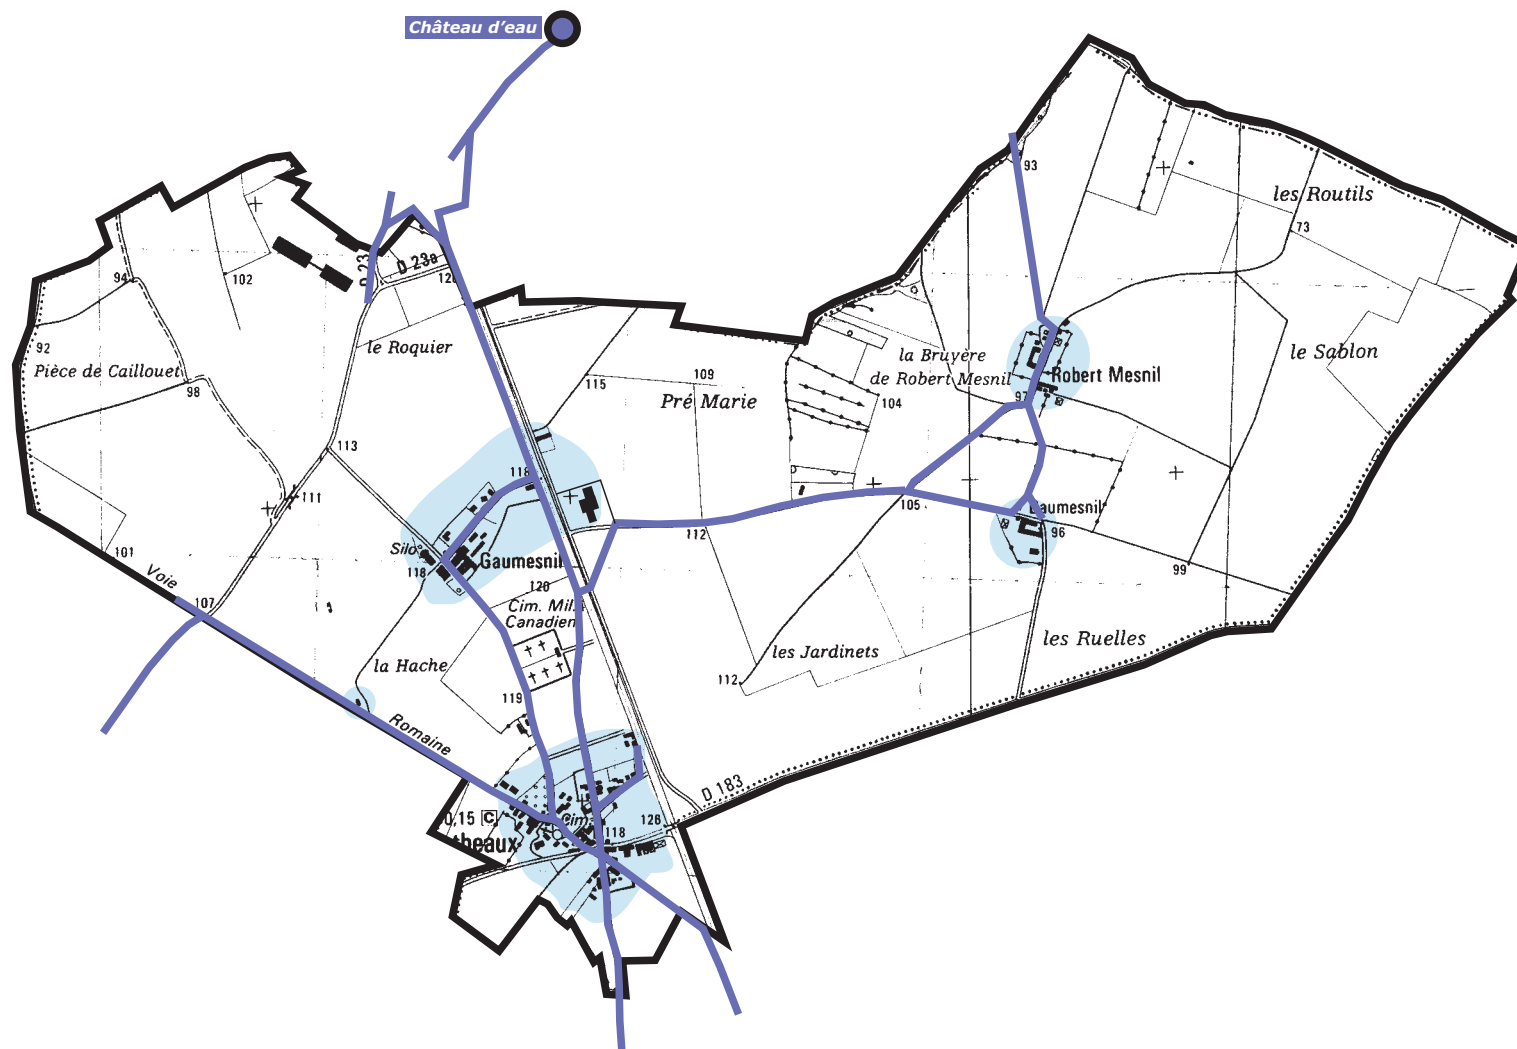 Château d'eau
93
les Routils
73
D 23
D 23a
94
102
92
Pièce de Caillouet
le Roquier
98
115
109
Pré Marie
la Bruyère
de Robert Mesnil
104
Robert Mesnil
97
le Sablon
113
118
111
105
112
96
99
101
Silo
118
Gaumesnil
120
Cim. Mil.
Canadien
Voie
107
la Hache
119
Romaine
les Jardinets
112
les Ruelles
D 183
0,15 C
Cim.
118
126